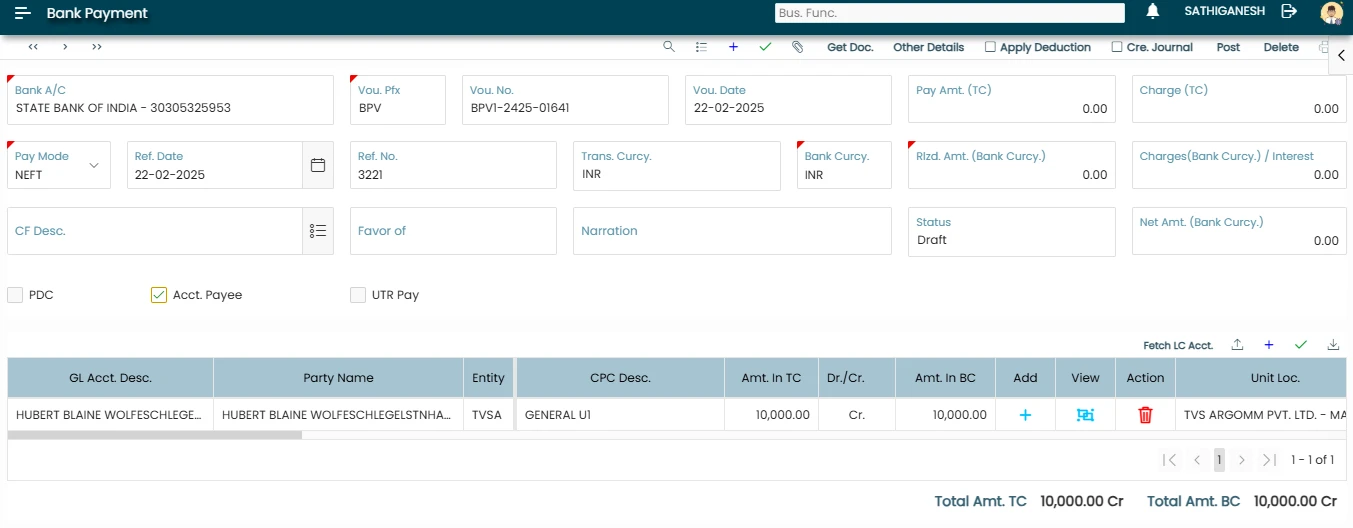 Bank Payment
Bus. Func.
SATHIGANESH
Get Doc. Other Details Apply Deduction Cre. Journal Post Delete
Bank A/C Vou. Pfx Vou. No. Vou. Date Pay Amt. (TC) Charge (TC)
STATE BANK OF INDIA - 30305325953 BPV BPV1-2425-01641 22-02-2025 0.00 0.00
Pay Mode Ref. Date Ref. No. Trans. Curcy. Bank Curcy. Rlzd. Amt. (Bank Curcy.) Charges(Bank Curcy.) / Interest
NEFT 22-02-2025 3221 INR INR 0.00 0.00
CF Desc. Favor of Narration Status Net Amt. (Bank Curcy.)
Draft 0.00
PDC Acct. Payee UTR Pay
Fetch LC Acct.
GL Acct. Desc. Party Name Entity CPC Desc. Amt. In TC Dr./Cr. Amt. In BC Add View Action Unit Loc.
HUBERT BLAINE WOLFESCHLEGE... HUBERT BLAINE WOLFESCHLEGELSTNHA... TVSA GENERAL U1 10,000.00 Cr. 10,000.00 TVS ARGOMM PVT. LTD. - MA
1 1 - 1 of 1
Total Amt. TC 10,000.00 Cr Total Amt. BC 10,000.00 Cr